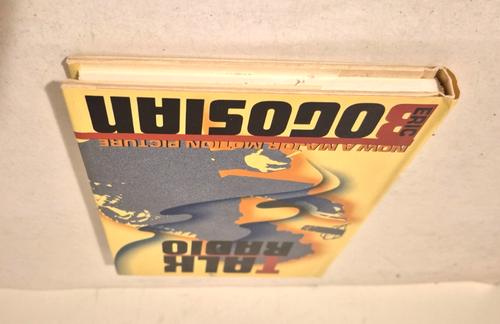 TALK
RADIO
NOW A MAJOR MOTION PICTURE
ERIC
BOGOSIAN